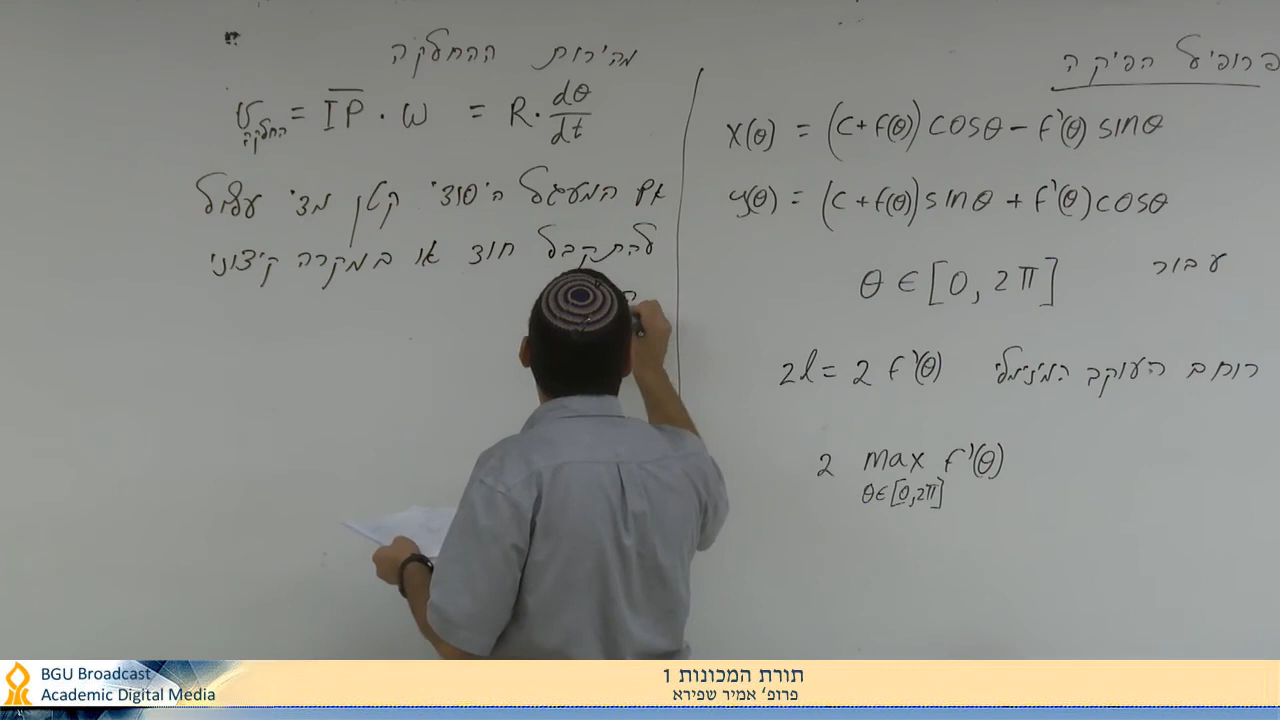 פרופיל הפיקה
x(θ) = (c+f(θ)) cosθ − f'(θ) sinθ
y(θ) = (c+f(θ)) sinθ + f'(θ) cosθ
עבור θ ∈ [0, 2π]
רוחב העוקב המינימלי 2l = 2 f'(θ)
2 max f'(θ)
θ∈[0,2π]
מהירות ההחלקה
v החלקה = IP · ω = R · dθ/dt
אם המעגל היסודי קטן מדי עלול
להתקבל חוד או במקרה קיצוני
BGU Broadcast
Academic Digital Media
תורת המכונות 1
פרופ' אמיר שפירא